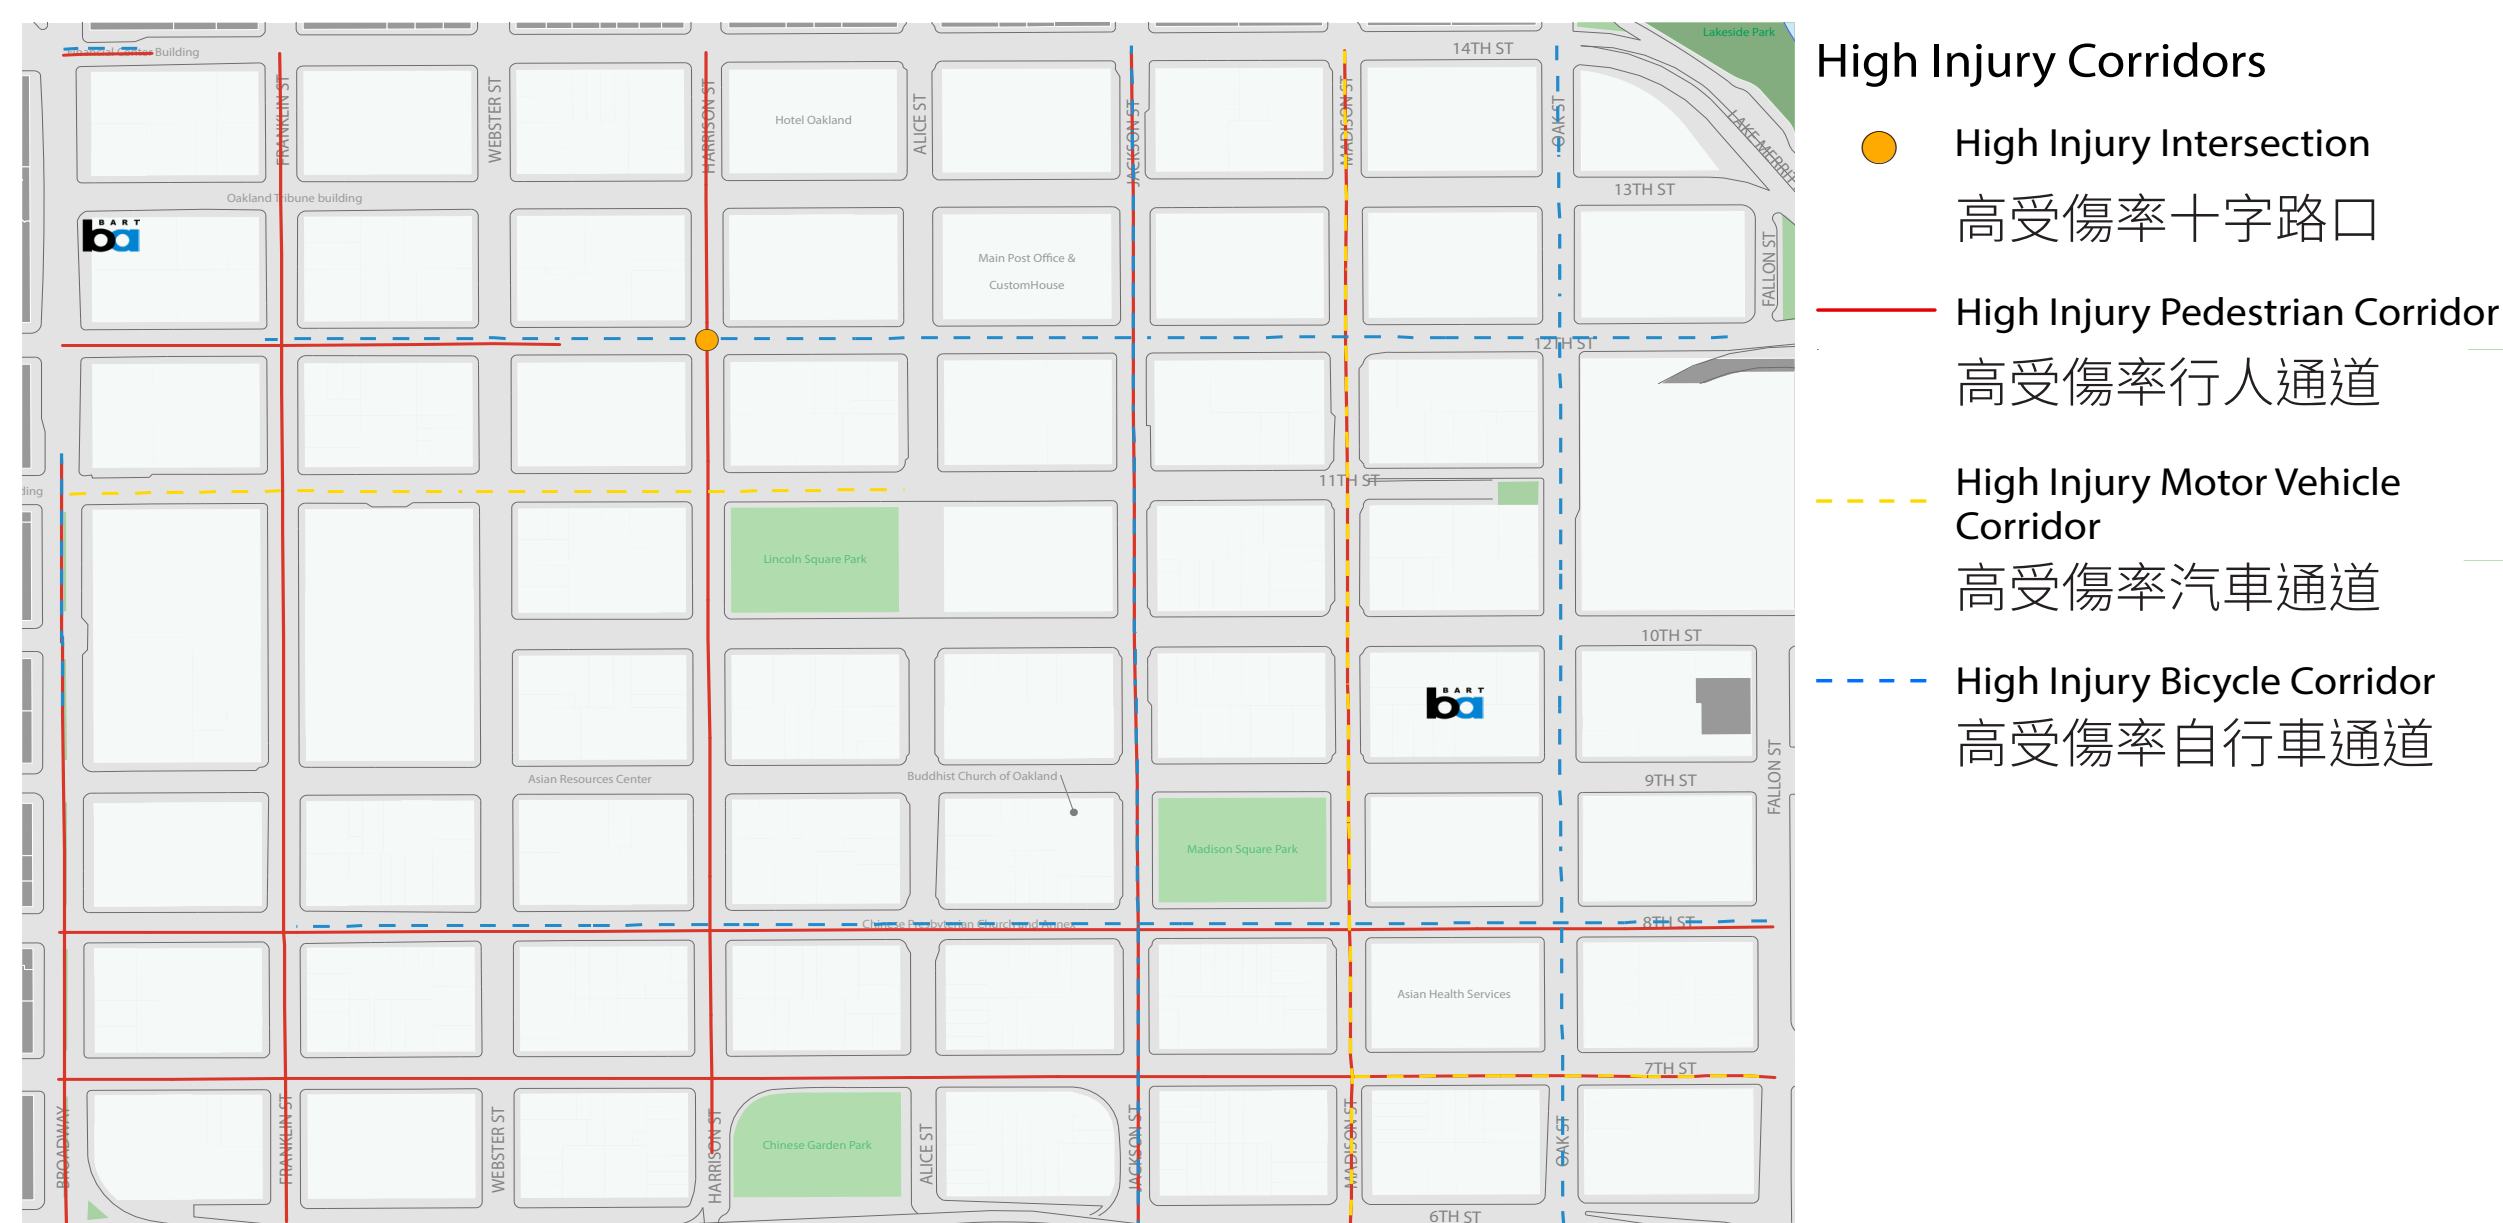 Financial Center Building
14TH ST
Lakeside Park
FRANKLIN ST
WEBSTER ST
HARRISON ST
Hotel Oakland
ALICE ST
JACKSON ST
MADISON ST
OAK ST
13TH ST
Oakland Tribune building
BART
ba
Main Post Office &
CustomHouse
FALLON ST
12TH ST
11TH ST
Lincoln Square Park
10TH ST
BART
ba
Asian Resources Center
Buddhist Church of Oakland
9TH ST
FALLON ST
Madison Square Park
Chinese Presbyterian Church and Annex
8TH ST
Asian Health Services
7TH ST
BROADWAY
FRANKLIN ST
WEBSTER ST
HARRISON ST
Chinese Garden Park
ALICE ST
JACKSON ST
MADISON ST
OAK ST
6TH ST
High Injury Corridors
High Injury Intersection
高受傷率十字路口
High Injury Pedestrian Corridor
高受傷率行人通道
High Injury Motor Vehicle
Corridor
高受傷率汽車通道
High Injury Bicycle Corridor
高受傷率自行車通道